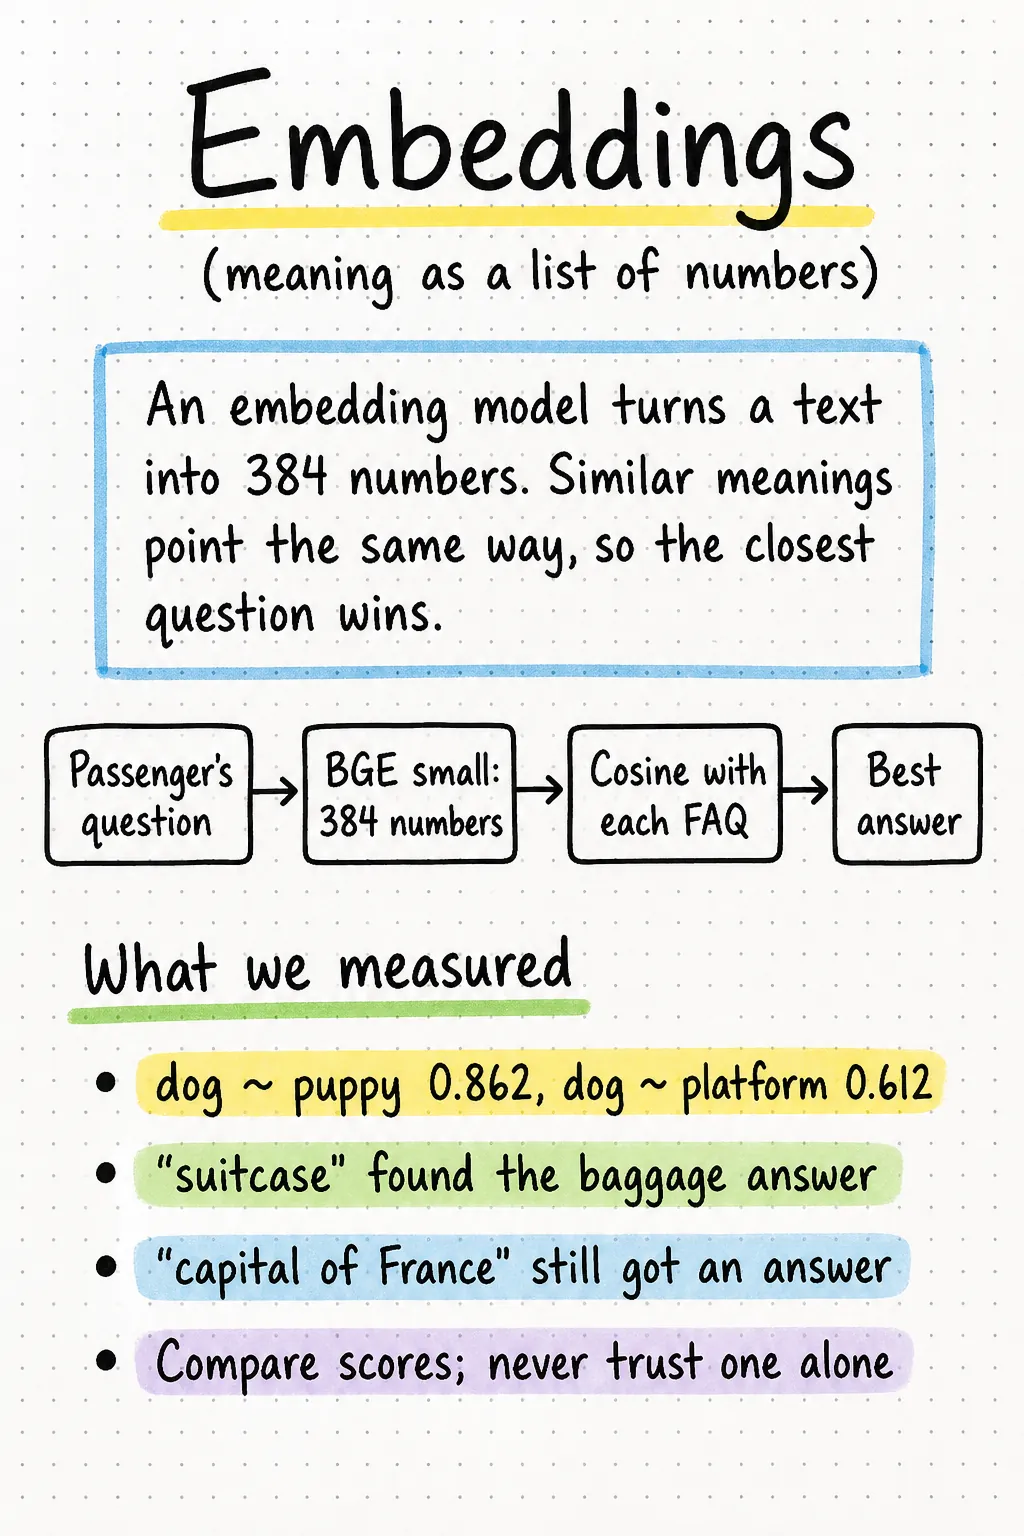 Embeddings
(meaning as a list of numbers)
An embedding model turns a text
into 384 numbers. Similar meanings
point the same way, so the closest
question wins.
Passenger's
question
BGE small:
384 numbers
Cosine with
each FAQ
Best
answer
What we measured
• dog ~ puppy 0.862, dog ~ platform 0.612
• "suitcase" found the baggage answer
• "capital of France" still got an answer
• Compare scores; never trust one alone